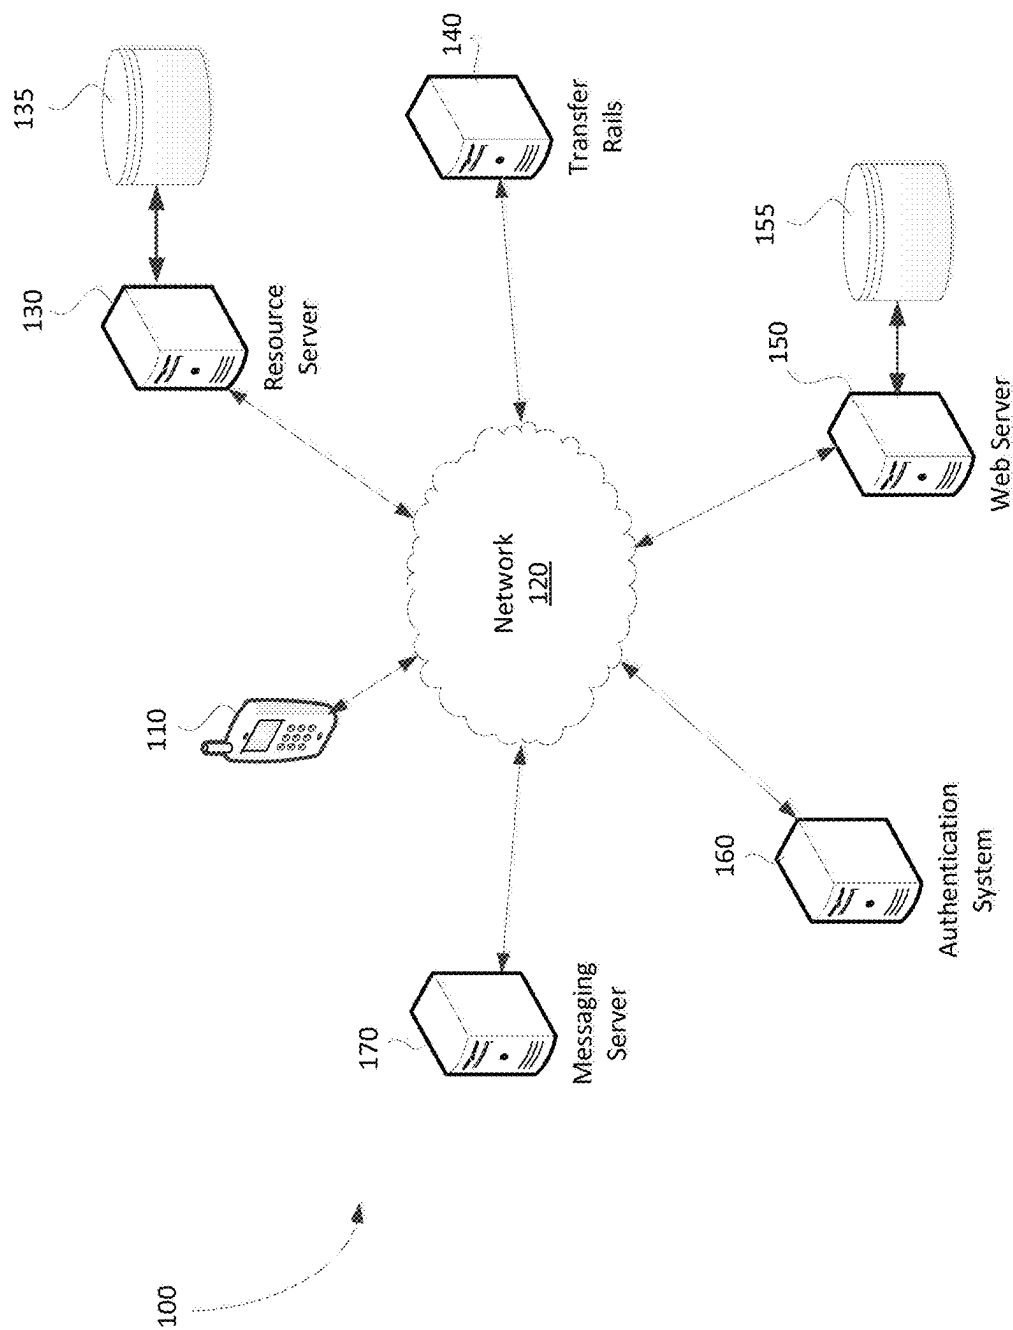 100
110
130
135
Resource
Server
170
Messaging
Server
Network
120
140
Transfer
Rails
160
Authentication
System
150
155
Web Server